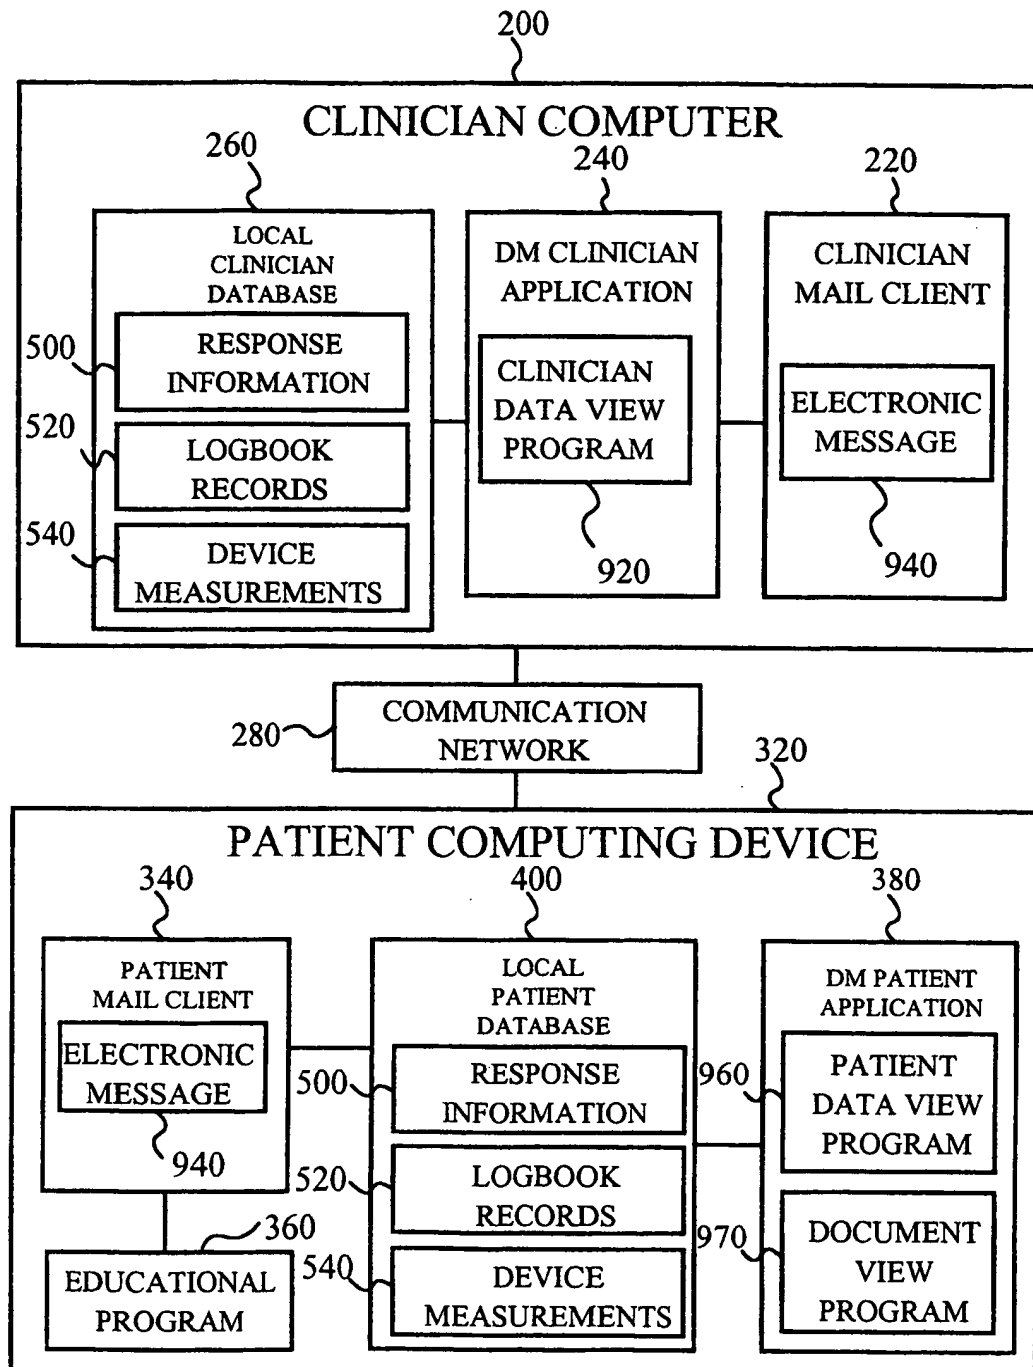 200
CLINICIAN COMPUTER
260
240
220
LOCAL
CLINICIAN
DATABASE
500
RESPONSE
INFORMATION
520
LOGBOOK
RECORDS
540
DEVICE
MEASUREMENTS
DM CLINICIAN
APPLICATION
CLINICIAN
DATA VIEW
PROGRAM
920
CLINICIAN
MAIL CLIENT
ELECTRONIC
MESSAGE
940
280
COMMUNICATION
NETWORK
320
PATIENT COMPUTING DEVICE
340
400
380
PATIENT
MAIL CLIENT
ELECTRONIC
MESSAGE
940
360
EDUCATIONAL
PROGRAM
LOCAL
PATIENT
DATABASE
500
RESPONSE
INFORMATION
520
LOGBOOK
RECORDS
540
DEVICE
MEASUREMENTS
DM PATIENT
APPLICATION
960
PATIENT
DATA VIEW
PROGRAM
970
DOCUMENT
VIEW
PROGRAM